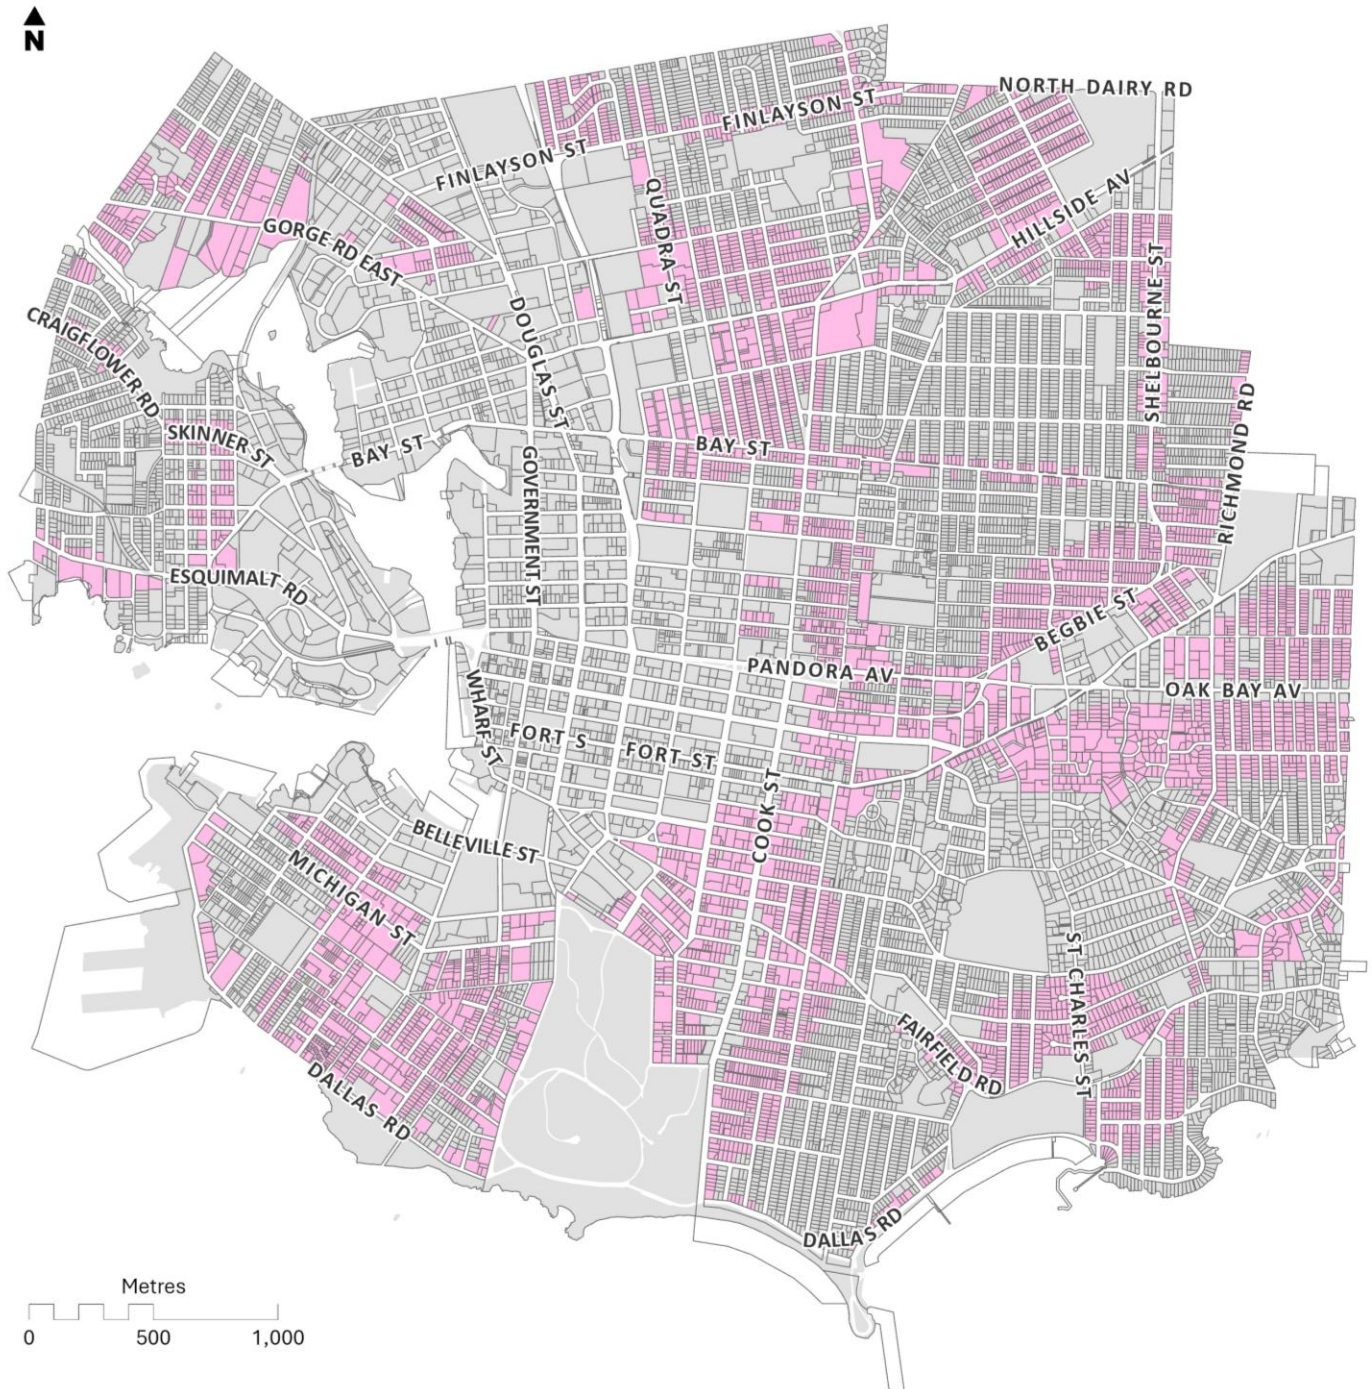 N
NORTH DAIRY RD
FINLAYSON ST
FINLAYSON ST
QUADRA ST
HILLSIDE AV
GORGE RD EAST
SHELBOURNE ST
DOUGLAS ST
CRAIGFLOWER RD
RICHMOND RD
SKINNER ST
BAY ST
BAY ST
GOVERNMENT ST
ESQUIMALT RD
BEGBIE ST
PANDORA AV
OAK BAY AV
WHARF ST
FORT S
FORT ST
COOK ST
BELLEVILLE ST
MICHIGAN ST
ST CHARLES ST
FAIRFIELD RD
DALLAS RD
DALLAS RD
Metres
0 500 1,000